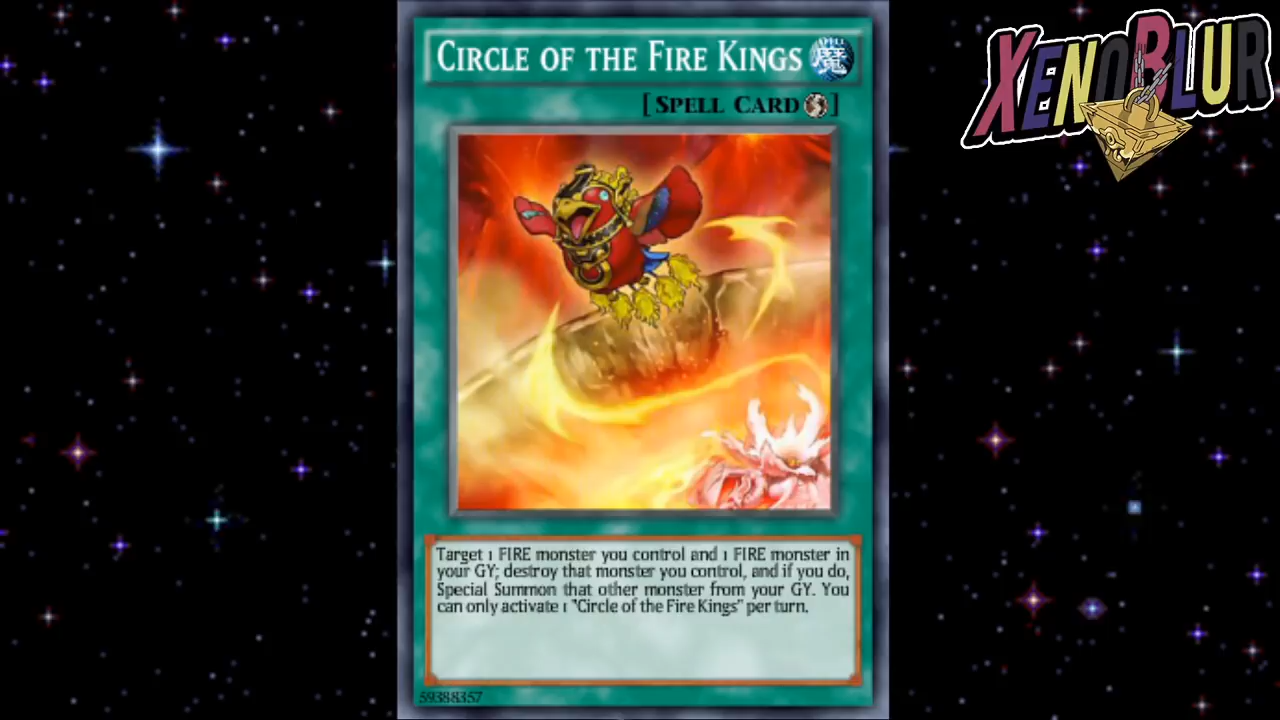 XENOBLUR
CIRCLE OF THE FIRE KINGS
魔
[SPELL CARD]
Target 1 FIRE monster you control and 1 FIRE monster in
your GY; destroy that monster you control, and if you do,
Special Summon that other monster from your GY. You
can only activate 1 "Circle of the Fire Kings" per turn.
59388357